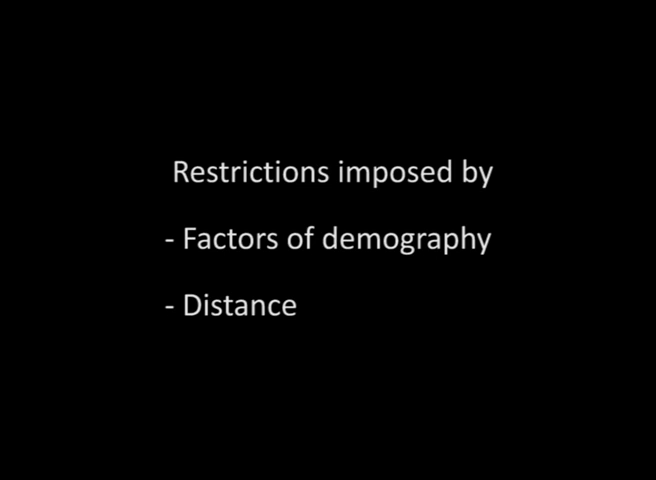 Restrictions imposed by
- Factors of demography
- Distance